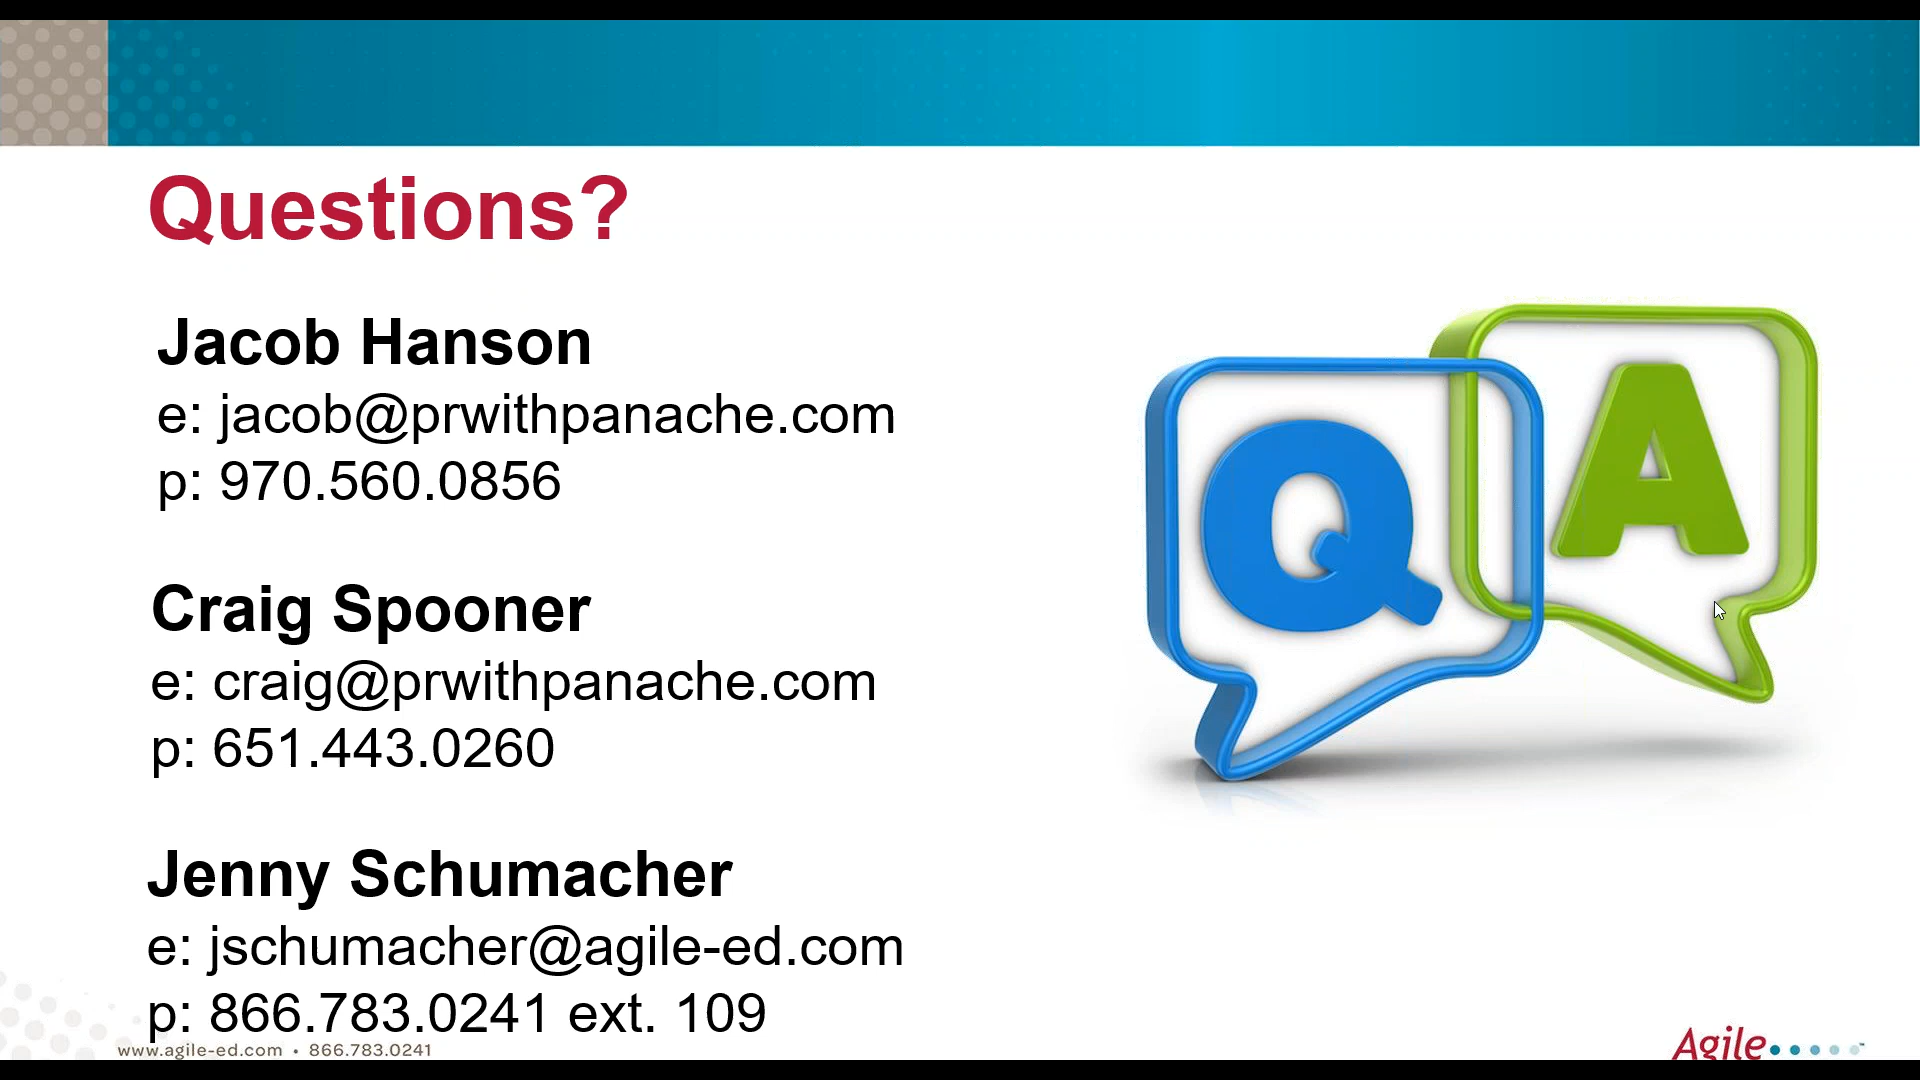 Questions?
Jacob Hanson
e: jacob@prwithpanache.com
p: 970.560.0856
Craig Spooner
e: craig@prwithpanache.com
p: 651.443.0260
Jenny Schumacher
e: jschumacher@agile-ed.com
p: 866.783.0241 ext. 109
Q A
www.agile-ed.com • 866.783.0241
Agile